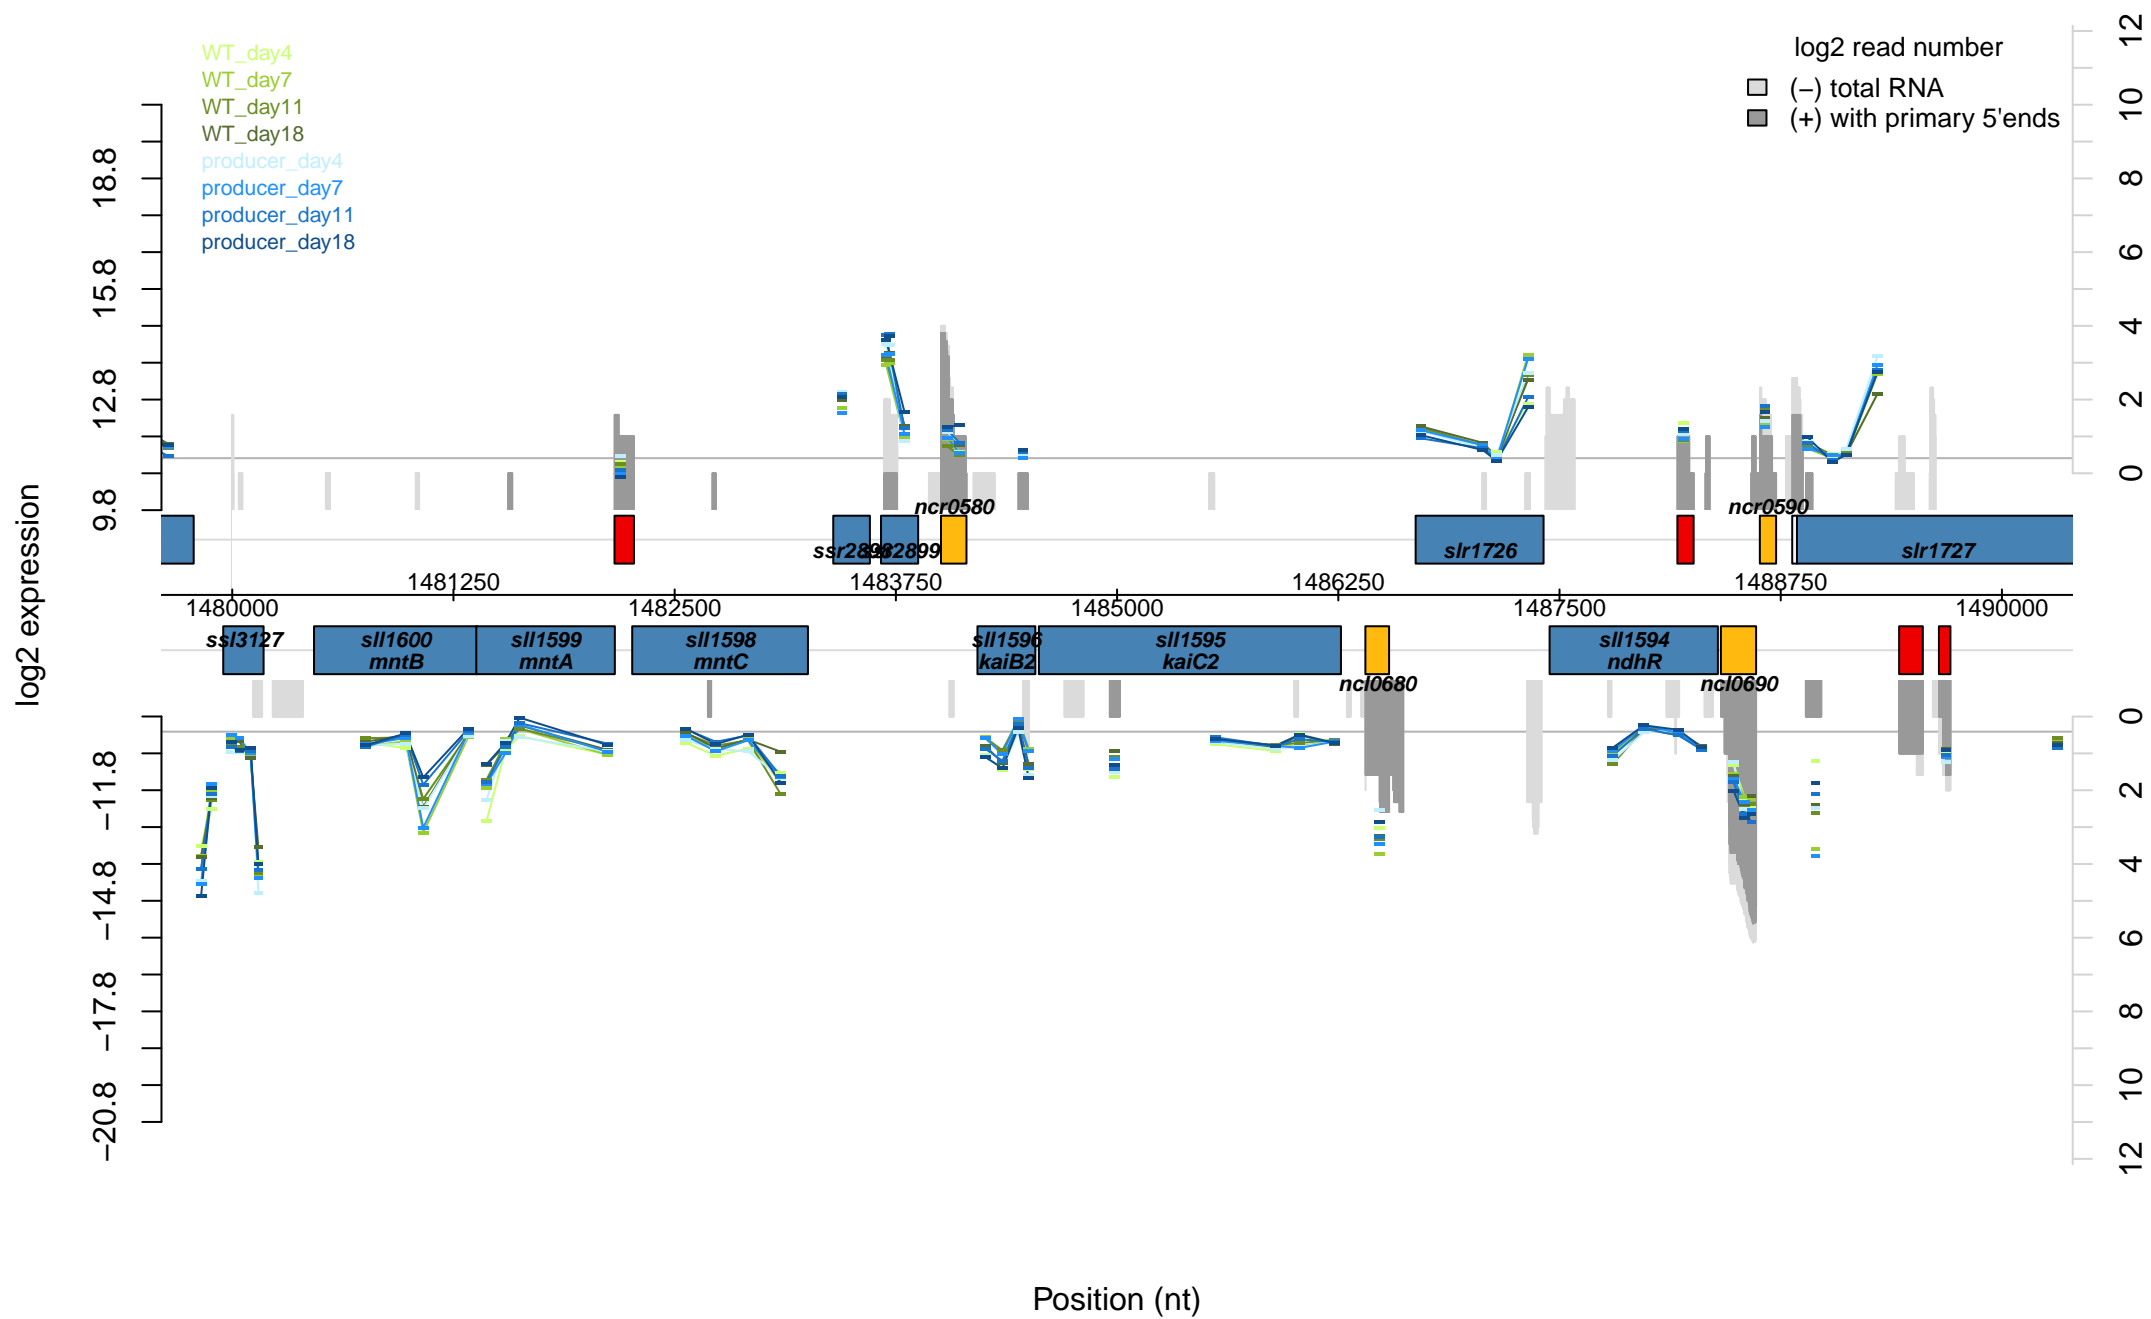 WT_day4
WT_day7
WT_day11
WT_day18
producer_day4
producer_day7
producer_day11
producer_day18
log2 read number
(−) total RNA
(+) with primary 5'ends
log2 expression
18.8
15.8
12.8
9.8
12
10
8
6
4
2
0
ncr0580
ncr0590
ssr2898
ssr2899
slr1726
slr1727
1481250
1483750
1486250
1488750
1480000
1482500
1485000
1487500
1490000
ssl3127
sll1600
mntB
sll1599
mntA
sll1598
mntC
sll1596
kaiB2
sll1595
kaiC2
sll1594
ndhR
ncl0680
ncl0690
−11.8
−14.8
−17.8
−20.8
0
2
4
6
8
10
12
Position (nt)